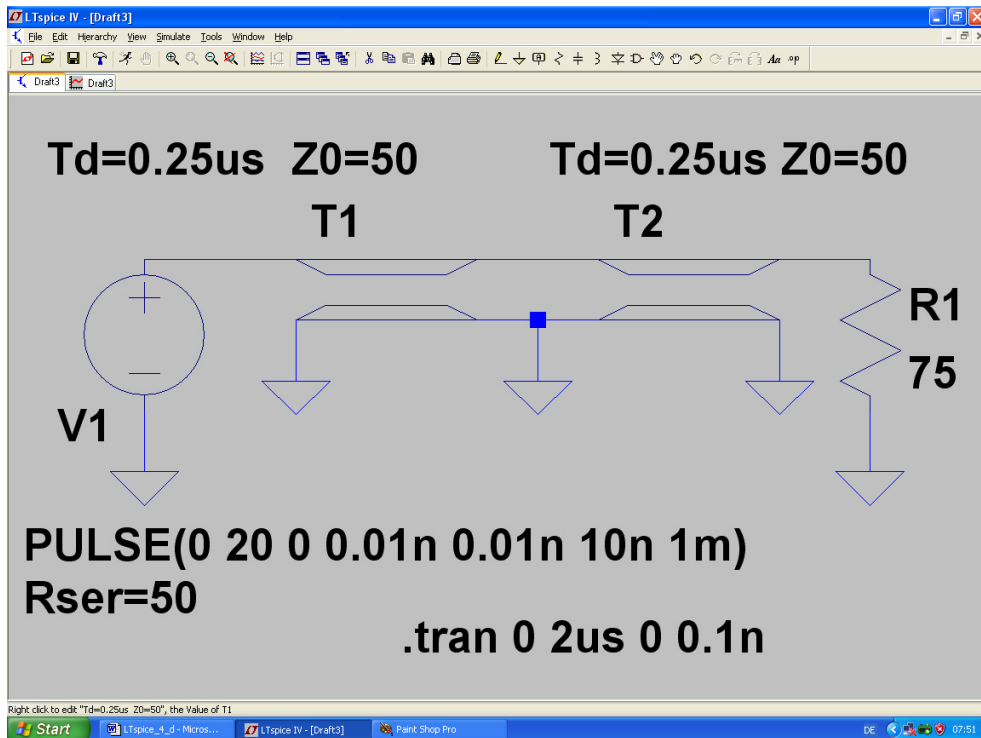 LTspice IV - [Draft3]
File Edit Hierarchy View Simulate Tools Window Help
Aa .op
Draft3 Draft3
Td=0.25us Z0=50 Td=0.25us Z0=50
T1 T2
R1
75
V1
PULSE(0 20 0 0.01n 0.01n 10n 1m)
Rser=50
.tran 0 2us 0 0.1n
Right click to edit "Td=0.25us Z0=50", the Value of T1
Start LTspice_4_d - Micros... LTspice IV - [Draft3] Paint Shop Pro DE 07:51